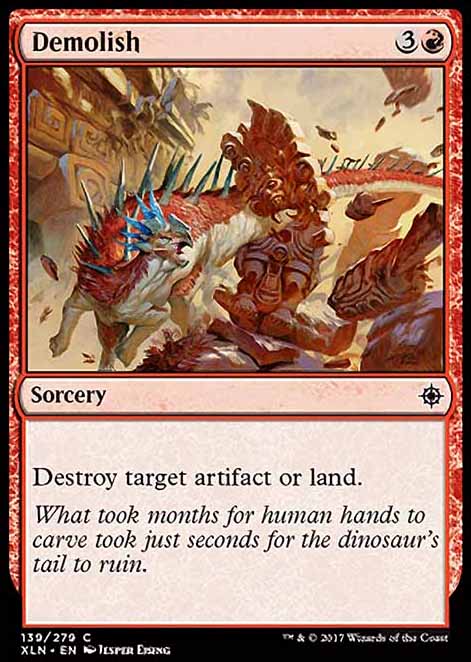 Demolish 3
Sorcery
Destroy target artifact or land.
What took months for human hands to
carve took just seconds for the dinosaur's
tail to ruin.
139/279 C
XLN • EN Jesper Ejsing
™ & © 2017 Wizards of the Coast